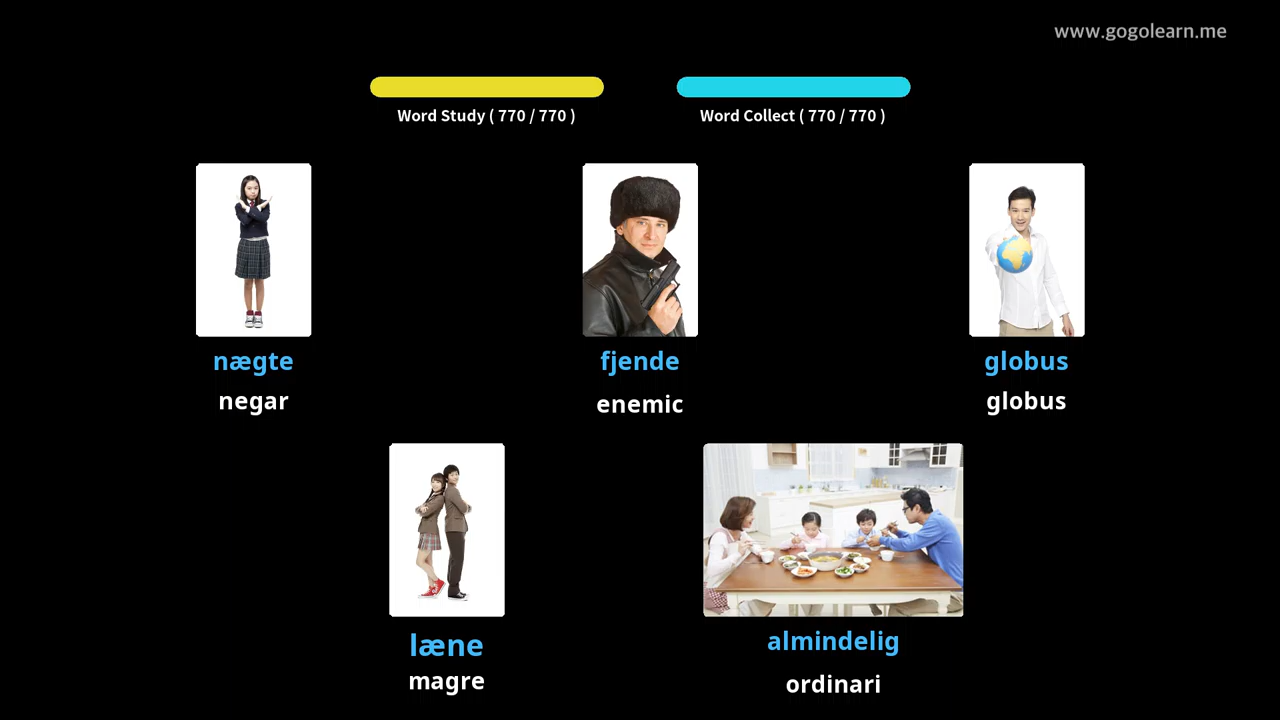 www.gogolearn.me
Word Study ( 770 / 770 )
Word Collect ( 770 / 770 )
nægte
negar
fjende
enemic
globus
globus
læne
magre
almindelig
ordinari